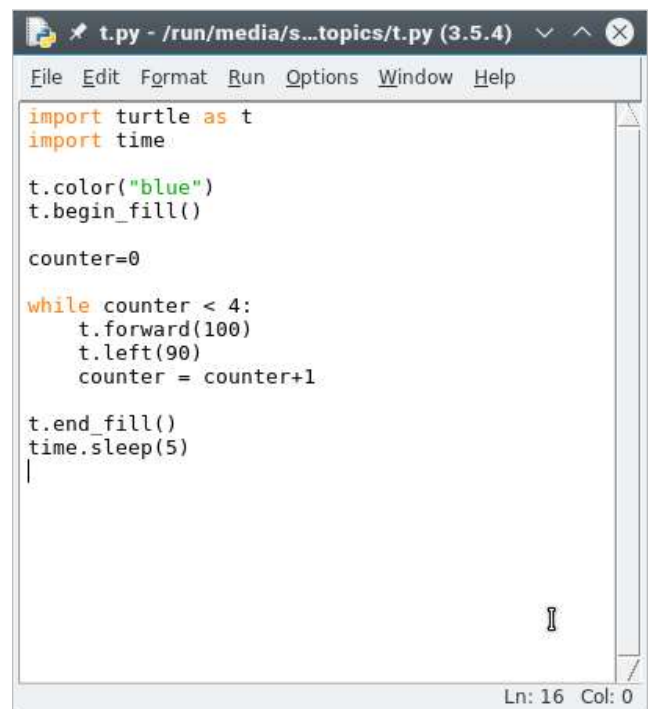 t.py - /run/media/s...topics/t.py (3.5.4)
File Edit Format Run Options Window Help
import turtle as t
import time
t.color("blue")
t.begin_fill()
counter=0
while counter < 4:
    t.forward(100)
    t.left(90)
    counter = counter+1
t.end_fill()
time.sleep(5)
Ln: 16 Col: 0